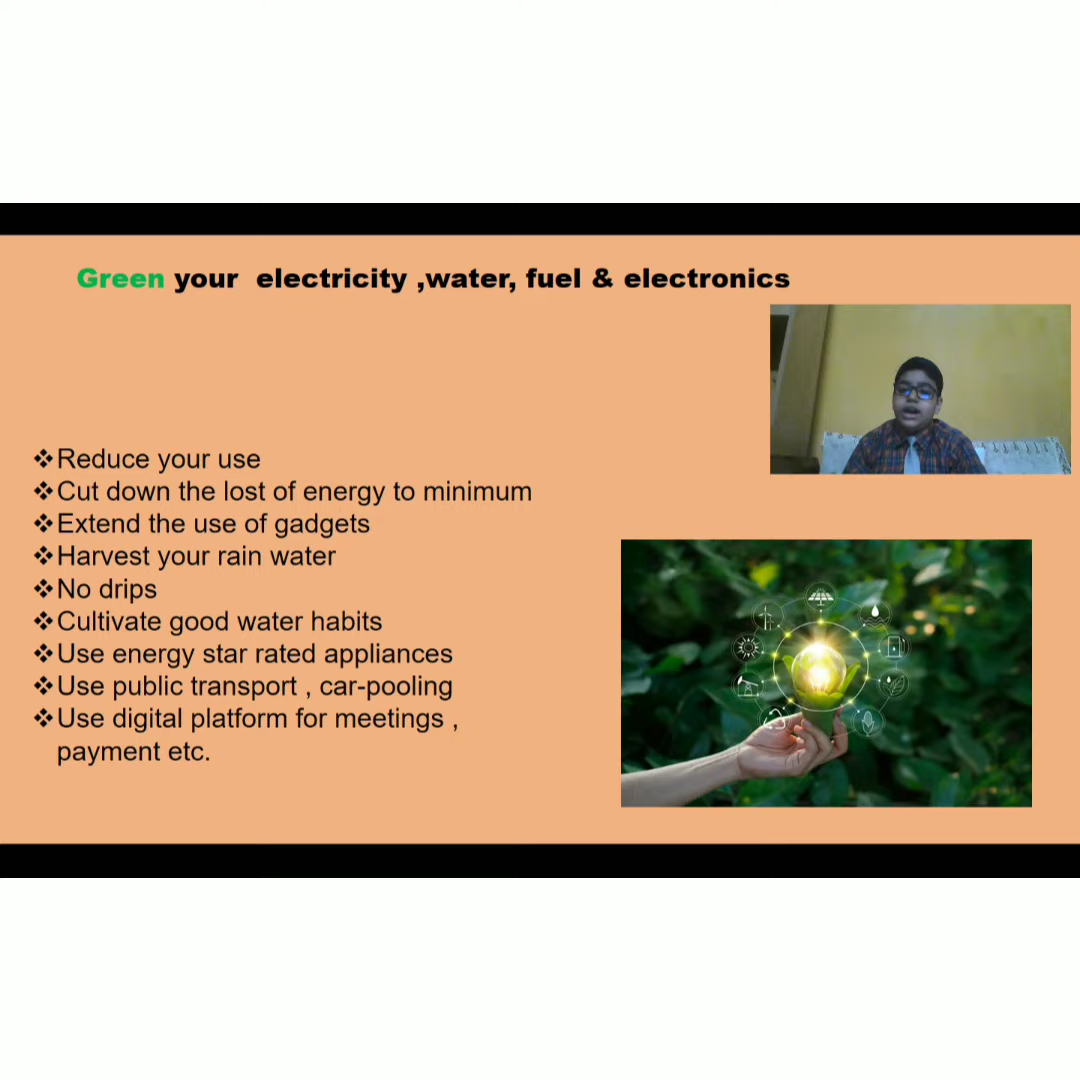 Green your  electricity ,water, fuel & electronics
❖Reduce your use
❖Cut down the lost of energy to minimum
❖Extend the use of gadgets
❖Harvest your rain water
❖No drips
❖Cultivate good water habits
❖Use energy star rated appliances
❖Use public transport , car-pooling
❖Use digital platform for meetings ,
payment etc.